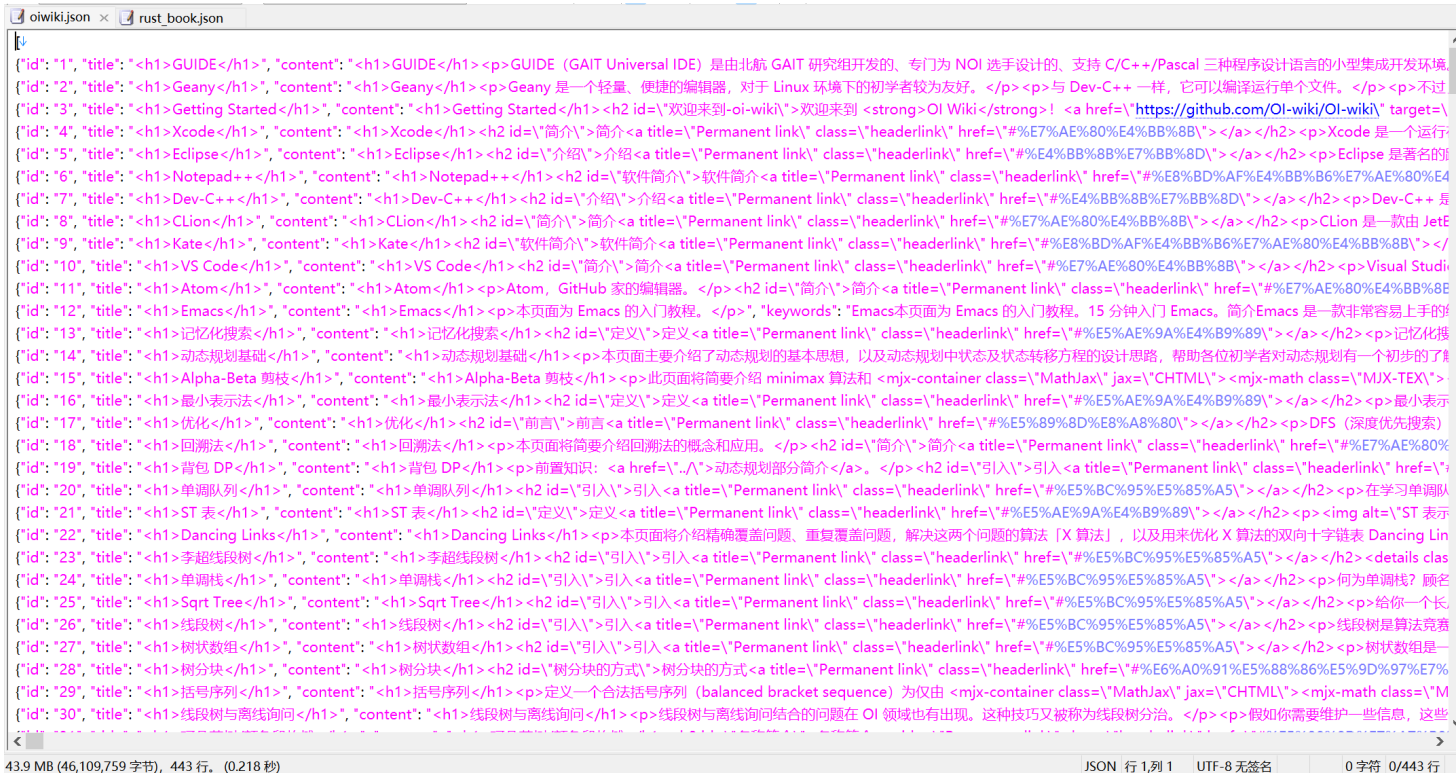 oiwiki.json × rust_book.json
[↓
{"id": "1", "title": "<h1>GUIDE</h1>", "content": "<h1>GUIDE</h1><p>GUIDE（GAIT Universal IDE）是由北航 GAIT 研究组开发的、专门为 NOI 选手设计的、支持 C/C++/Pascal 三种程序设计语言的小型集成开发环境。
{"id": "2", "title": "<h1>Geany</h1>", "content": "<h1>Geany</h1><p>Geany 是一个轻量、便捷的编辑器，对于 Linux 环境下的初学者较为友好。</p><p>与 Dev-C++ 一样，它可以编译运行单个文件。</p><p>不过
{"id": "3", "title": "<h1>Getting Started</h1>", "content": "<h1>Getting Started</h1><h2 id=\"欢迎来到-oi-wiki\">欢迎来到 <strong>OI Wiki</strong>！<a href=\"https://github.com/OI-wiki/OI-wiki\" target=\
{"id": "4", "title": "<h1>Xcode</h1>", "content": "<h1>Xcode</h1><h2 id=\"简介\">简介<a title=\"Permanent link\" class=\"headerlink\" href=\"#%E7%AE%80%E4%BB%8B\"></a></h2><p>Xcode 是一个运行
{"id": "5", "title": "<h1>Eclipse</h1>", "content": "<h1>Eclipse</h1><h2 id=\"介绍\">介绍<a title=\"Permanent link\" class=\"headerlink\" href=\"#%E4%BB%8B%E7%BB%8D\"></a></h2><p>Eclipse 是著名的
{"id": "6", "title": "<h1>Notepad++</h1>", "content": "<h1>Notepad++</h1><h2 id=\"软件简介\">软件简介<a title=\"Permanent link\" class=\"headerlink\" href=\"#%E8%BD%AF%E4%BB%B6%E7%AE%80%E4
{"id": "7", "title": "<h1>Dev-C++</h1>", "content": "<h1>Dev-C++</h1><h2 id=\"介绍\">介绍<a title=\"Permanent link\" class=\"headerlink\" href=\"#%E4%BB%8B%E7%BB%8D\"></a></h2><p>Dev-C++ 是
{"id": "8", "title": "<h1>CLion</h1>", "content": "<h1>CLion</h1><h2 id=\"简介\">简介<a title=\"Permanent link\" class=\"headerlink\" href=\"#%E7%AE%80%E4%BB%8B\"></a></h2><p>CLion 是一款由 JetB
{"id": "9", "title": "<h1>Kate</h1>", "content": "<h1>Kate</h1><h2 id=\"软件简介\">软件简介<a title=\"Permanent link\" class=\"headerlink\" href=\"#%E8%BD%AF%E4%BB%B6%E7%AE%80%E4%BB%8B\"></
{"id": "10", "title": "<h1>VS Code</h1>", "content": "<h1>VS Code</h1><h2 id=\"简介\">简介<a title=\"Permanent link\" class=\"headerlink\" href=\"#%E7%AE%80%E4%BB%8B\"></a></h2><p>Visual Studi
{"id": "11", "title": "<h1>Atom</h1>", "content": "<h1>Atom</h1><p>Atom，GitHub 家的编辑器。</p><h2 id=\"简介\">简介<a title=\"Permanent link\" class=\"headerlink\" href=\"#%E7%AE%80%E4%BB%8B
{"id": "12", "title": "<h1>Emacs</h1>", "content": "<h1>Emacs</h1><p>本页面为 Emacs 的入门教程。</p>", "keywords": "Emacs本页面为 Emacs 的入门教程。15 分钟入门 Emacs。简介Emacs 是一款非常容易上手的
{"id": "13", "title": "<h1>记忆化搜索</h1>", "content": "<h1>记忆化搜索</h1><h2 id=\"定义\">定义<a title=\"Permanent link\" class=\"headerlink\" href=\"#%E5%AE%9A%E4%B9%89\"></a></h2><p>记忆化搜
{"id": "14", "title": "<h1>动态规划基础</h1>", "content": "<h1>动态规划基础</h1><p>本页面主要介绍了动态规划的基本思想，以及动态规划中状态及状态转移方程的设计思路，帮助各位初学者对动态规划有一个初步的了解
{"id": "15", "title": "<h1>Alpha-Beta 剪枝</h1>", "content": "<h1>Alpha-Beta 剪枝</h1><p>此页面将简要介绍 minimax 算法和 <mjx-container class=\"MathJax\" jax=\"CHTML\"><mjx-math class=\"MJX-TEX\">
{"id": "16", "title": "<h1>最小表示法</h1>", "content": "<h1>最小表示法</h1><h2 id=\"定义\">定义<a title=\"Permanent link\" class=\"headerlink\" href=\"#%E5%AE%9A%E4%B9%89\"></a></h2><p>最小表示
{"id": "17", "title": "<h1>优化</h1>", "content": "<h1>优化</h1><h2 id=\"前言\">前言<a title=\"Permanent link\" class=\"headerlink\" href=\"#%E5%89%8D%E8%A8%80\"></a></h2><p>DFS（深度优先搜索）
{"id": "18", "title": "<h1>回溯法</h1>", "content": "<h1>回溯法</h1><p>本页面将简要介绍回溯法的概念和应用。</p><h2 id=\"简介\">简介<a title=\"Permanent link\" class=\"headerlink\" href=\"#%E7%AE%80%
{"id": "19", "title": "<h1>背包 DP</h1>", "content": "<h1>背包 DP</h1><p>前置知识：<a href=\"../\">动态规划部分简介</a>。</p><h2 id=\"引入\">引入<a title=\"Permanent link\" class=\"headerlink\" href=\"#
{"id": "20", "title": "<h1>单调队列</h1>", "content": "<h1>单调队列</h1><h2 id=\"引入\">引入<a title=\"Permanent link\" class=\"headerlink\" href=\"#%E5%BC%95%E5%85%A5\"></a></h2><p>在学习单调队
{"id": "21", "title": "<h1>ST 表</h1>", "content": "<h1>ST 表</h1><h2 id=\"定义\">定义<a title=\"Permanent link\" class=\"headerlink\" href=\"#%E5%AE%9A%E4%B9%89\"></a></h2><p><img alt=\"ST 表示
{"id": "22", "title": "<h1>Dancing Links</h1>", "content": "<h1>Dancing Links</h1><p>本页面将介绍精确覆盖问题、重复覆盖问题，解决这两个问题的算法「X 算法」，以及用来优化 X 算法的双向十字链表 Dancing Lin
{"id": "23", "title": "<h1>李超线段树</h1>", "content": "<h1>李超线段树</h1><h2 id=\"引入\">引入<a title=\"Permanent link\" class=\"headerlink\" href=\"#%E5%BC%95%E5%85%A5\"></a></h2><details clas
{"id": "24", "title": "<h1>单调栈</h1>", "content": "<h1>单调栈</h1><h2 id=\"引入\">引入<a title=\"Permanent link\" class=\"headerlink\" href=\"#%E5%BC%95%E5%85%A5\"></a></h2><p>何为单调栈？顾名
{"id": "25", "title": "<h1>Sqrt Tree</h1>", "content": "<h1>Sqrt Tree</h1><h2 id=\"引入\">引入<a title=\"Permanent link\" class=\"headerlink\" href=\"#%E5%BC%95%E5%85%A5\"></a></h2><p>给你一个长
{"id": "26", "title": "<h1>线段树</h1>", "content": "<h1>线段树</h1><h2 id=\"引入\">引入<a title=\"Permanent link\" class=\"headerlink\" href=\"#%E5%BC%95%E5%85%A5\"></a></h2><p>线段树是算法竞赛
{"id": "27", "title": "<h1>树状数组</h1>", "content": "<h1>树状数组</h1><h2 id=\"引入\">引入<a title=\"Permanent link\" class=\"headerlink\" href=\"#%E5%BC%95%E5%85%A5\"></a></h2><p>树状数组是一
{"id": "28", "title": "<h1>树分块</h1>", "content": "<h1>树分块</h1><h2 id=\"树分块的方式\">树分块的方式<a title=\"Permanent link\" class=\"headerlink\" href=\"#%E6%A0%91%E5%88%86%E5%9D%97%E7%
{"id": "29", "title": "<h1>括号序列</h1>", "content": "<h1>括号序列</h1><p>定义一个合法括号序列（balanced bracket sequence）为仅由 <mjx-container class=\"MathJax\" jax=\"CHTML\"><mjx-math class=\"M
{"id": "30", "title": "<h1>线段树与离线询问</h1>", "content": "<h1>线段树与离线询问</h1><p>线段树与离线询问结合的问题在 OI 领域也有出现。这种技巧又被称为线段树分治。</p><p>假如你需要维护一些信息，这些
43.9 MB (46,109,759 字节)，443 行。 (0.218 秒) JSON 行 1,列 1 UTF-8 无签名 0 字符 0/443 行